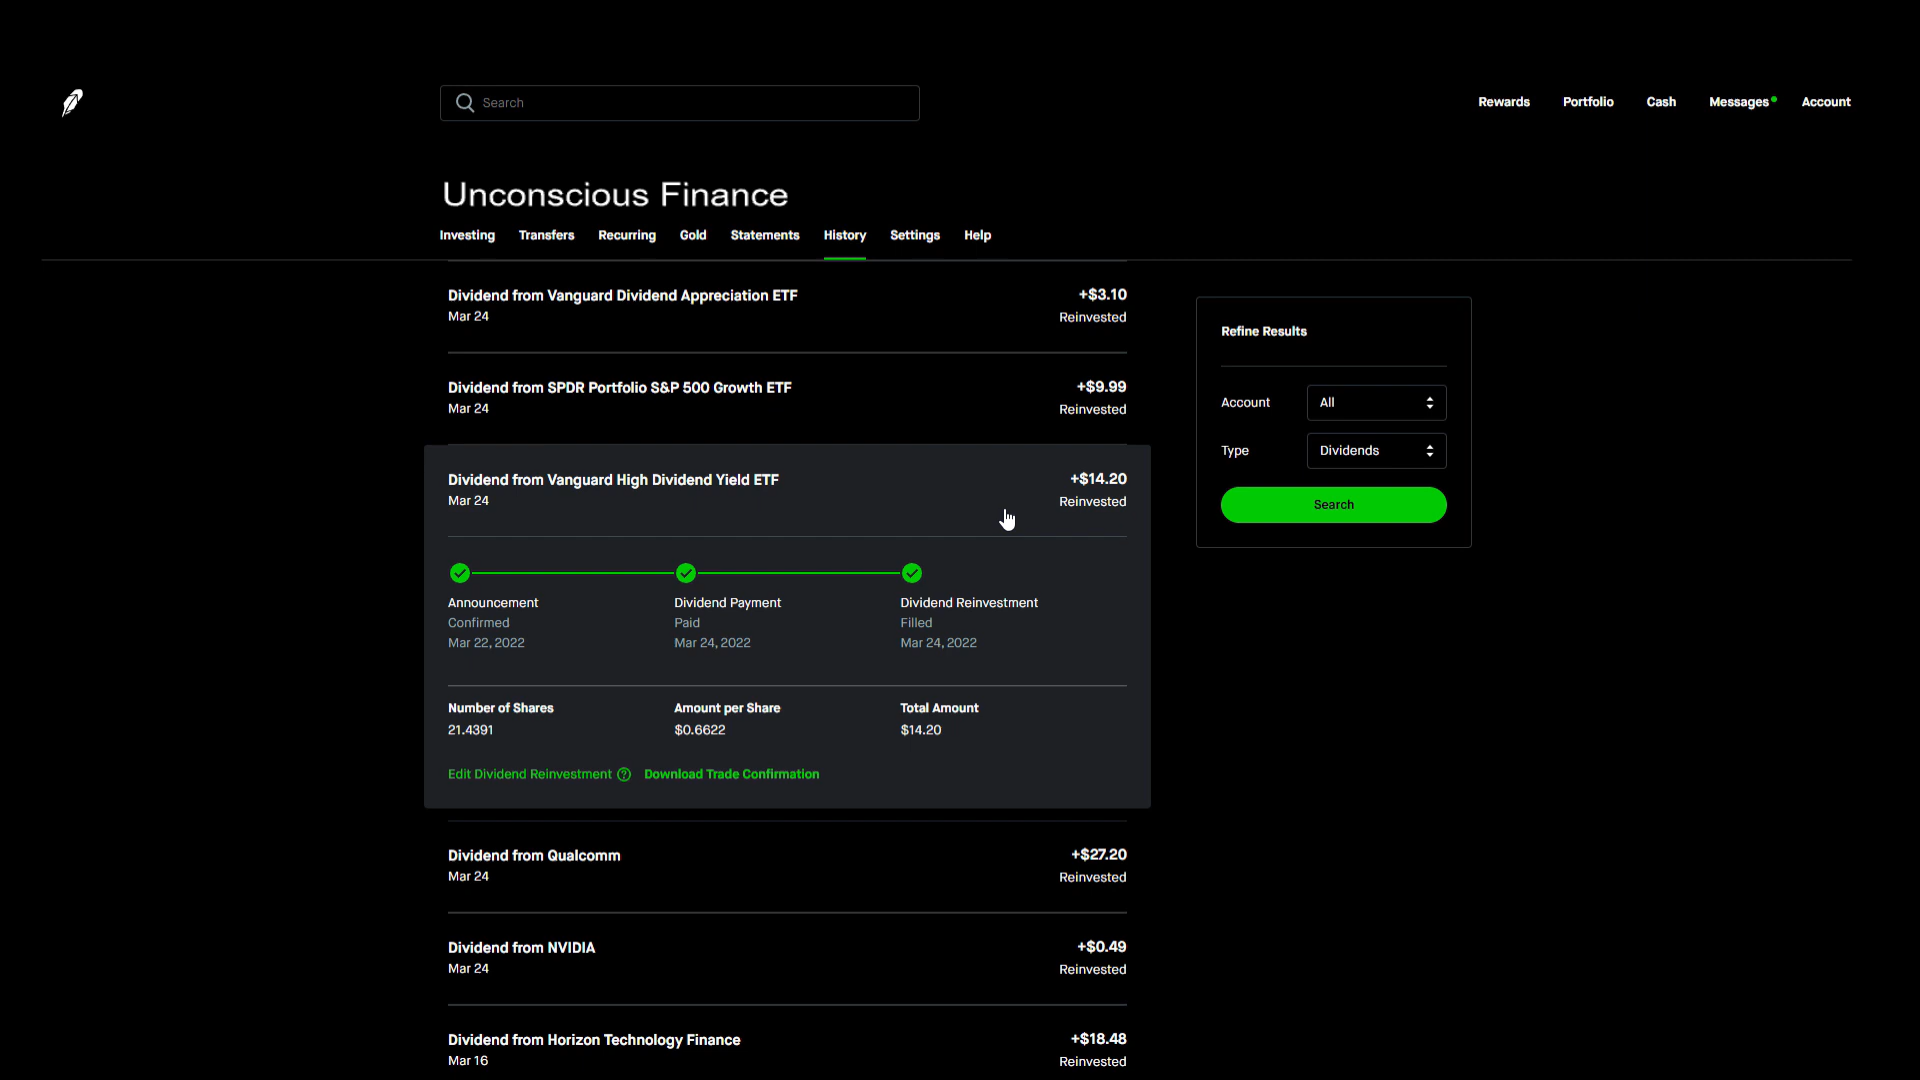 Search
Rewards Portfolio Cash Messages Account
Unconscious Finance
Investing Transfers Recurring Gold Statements History Settings Help
Dividend from Vanguard Dividend Appreciation ETF +$3.10
Mar 24 Reinvested
Dividend from SPDR Portfolio S&P 500 Growth ETF +$9.99
Mar 24 Reinvested
Dividend from Vanguard High Dividend Yield ETF +$14.20
Mar 24 Reinvested
Announcement Dividend Payment Dividend Reinvestment
Confirmed Paid Filled
Mar 22, 2022 Mar 24, 2022 Mar 24, 2022
Number of Shares Amount per Share Total Amount
21.4391 $0.6622 $14.20
Edit Dividend Reinvestment ? Download Trade Confirmation
Dividend from Qualcomm +$27.20
Mar 24 Reinvested
Dividend from NVIDIA +$0.49
Mar 24 Reinvested
Dividend from Horizon Technology Finance +$18.48
Mar 16 Reinvested
Refine Results
Account All
Type Dividends
Search